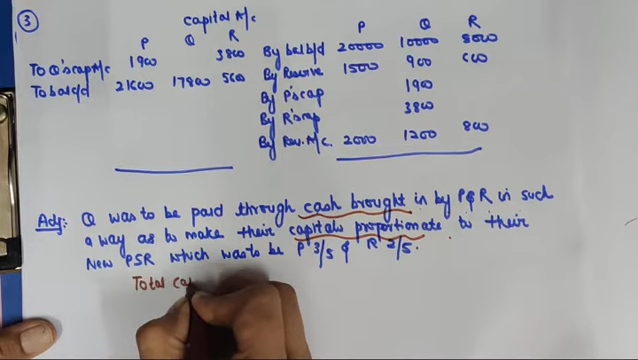 3
Capital A/c
P Q R P Q R
To Q's cap A/c 1900 3800 By bal b/d 20000 10000 8000
To bal c/d 21600 17800 5600 By Reserve 1500 900 600
By P's cap 1900
By R's cap 3800
By Rev. A/c. 2000 1200 800
Adj: Q was to be paid through cash brought in by P & R in such
a way as to make their capitals proportionate to their
New PSR which was to be P 3/5 & R 2/5.
Total ca